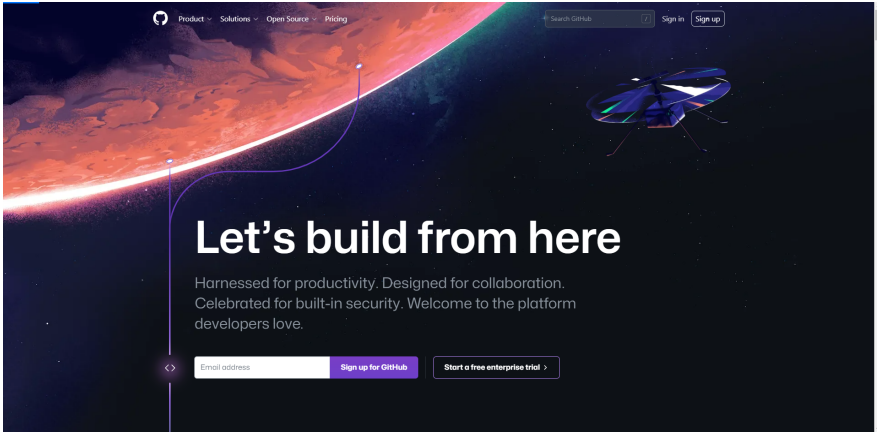 Product Solutions Open Source Pricing Search GitHub / Sign in Sign up
Let's build from here
Harnessed for productivity. Designed for collaboration.
Celebrated for built-in security. Welcome to the platform
developers love.
Email address Sign up for GitHub Start a free enterprise trial